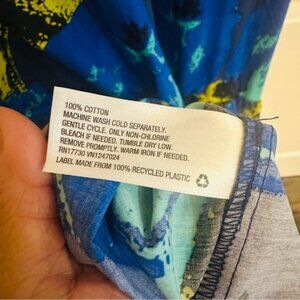 100% COTTON
MACHINE WASH COLD SEPARATELY.
GENTLE CYCLE. ONLY NON-CHLORINE
BLEACH IF NEEDED. TUMBLE DRY LOW.
REMOVE PROMPTLY. WARM IRON IF NEEDED.
RN17730 VN1247024
LABEL MADE FROM 100% RECYCLED PLASTIC